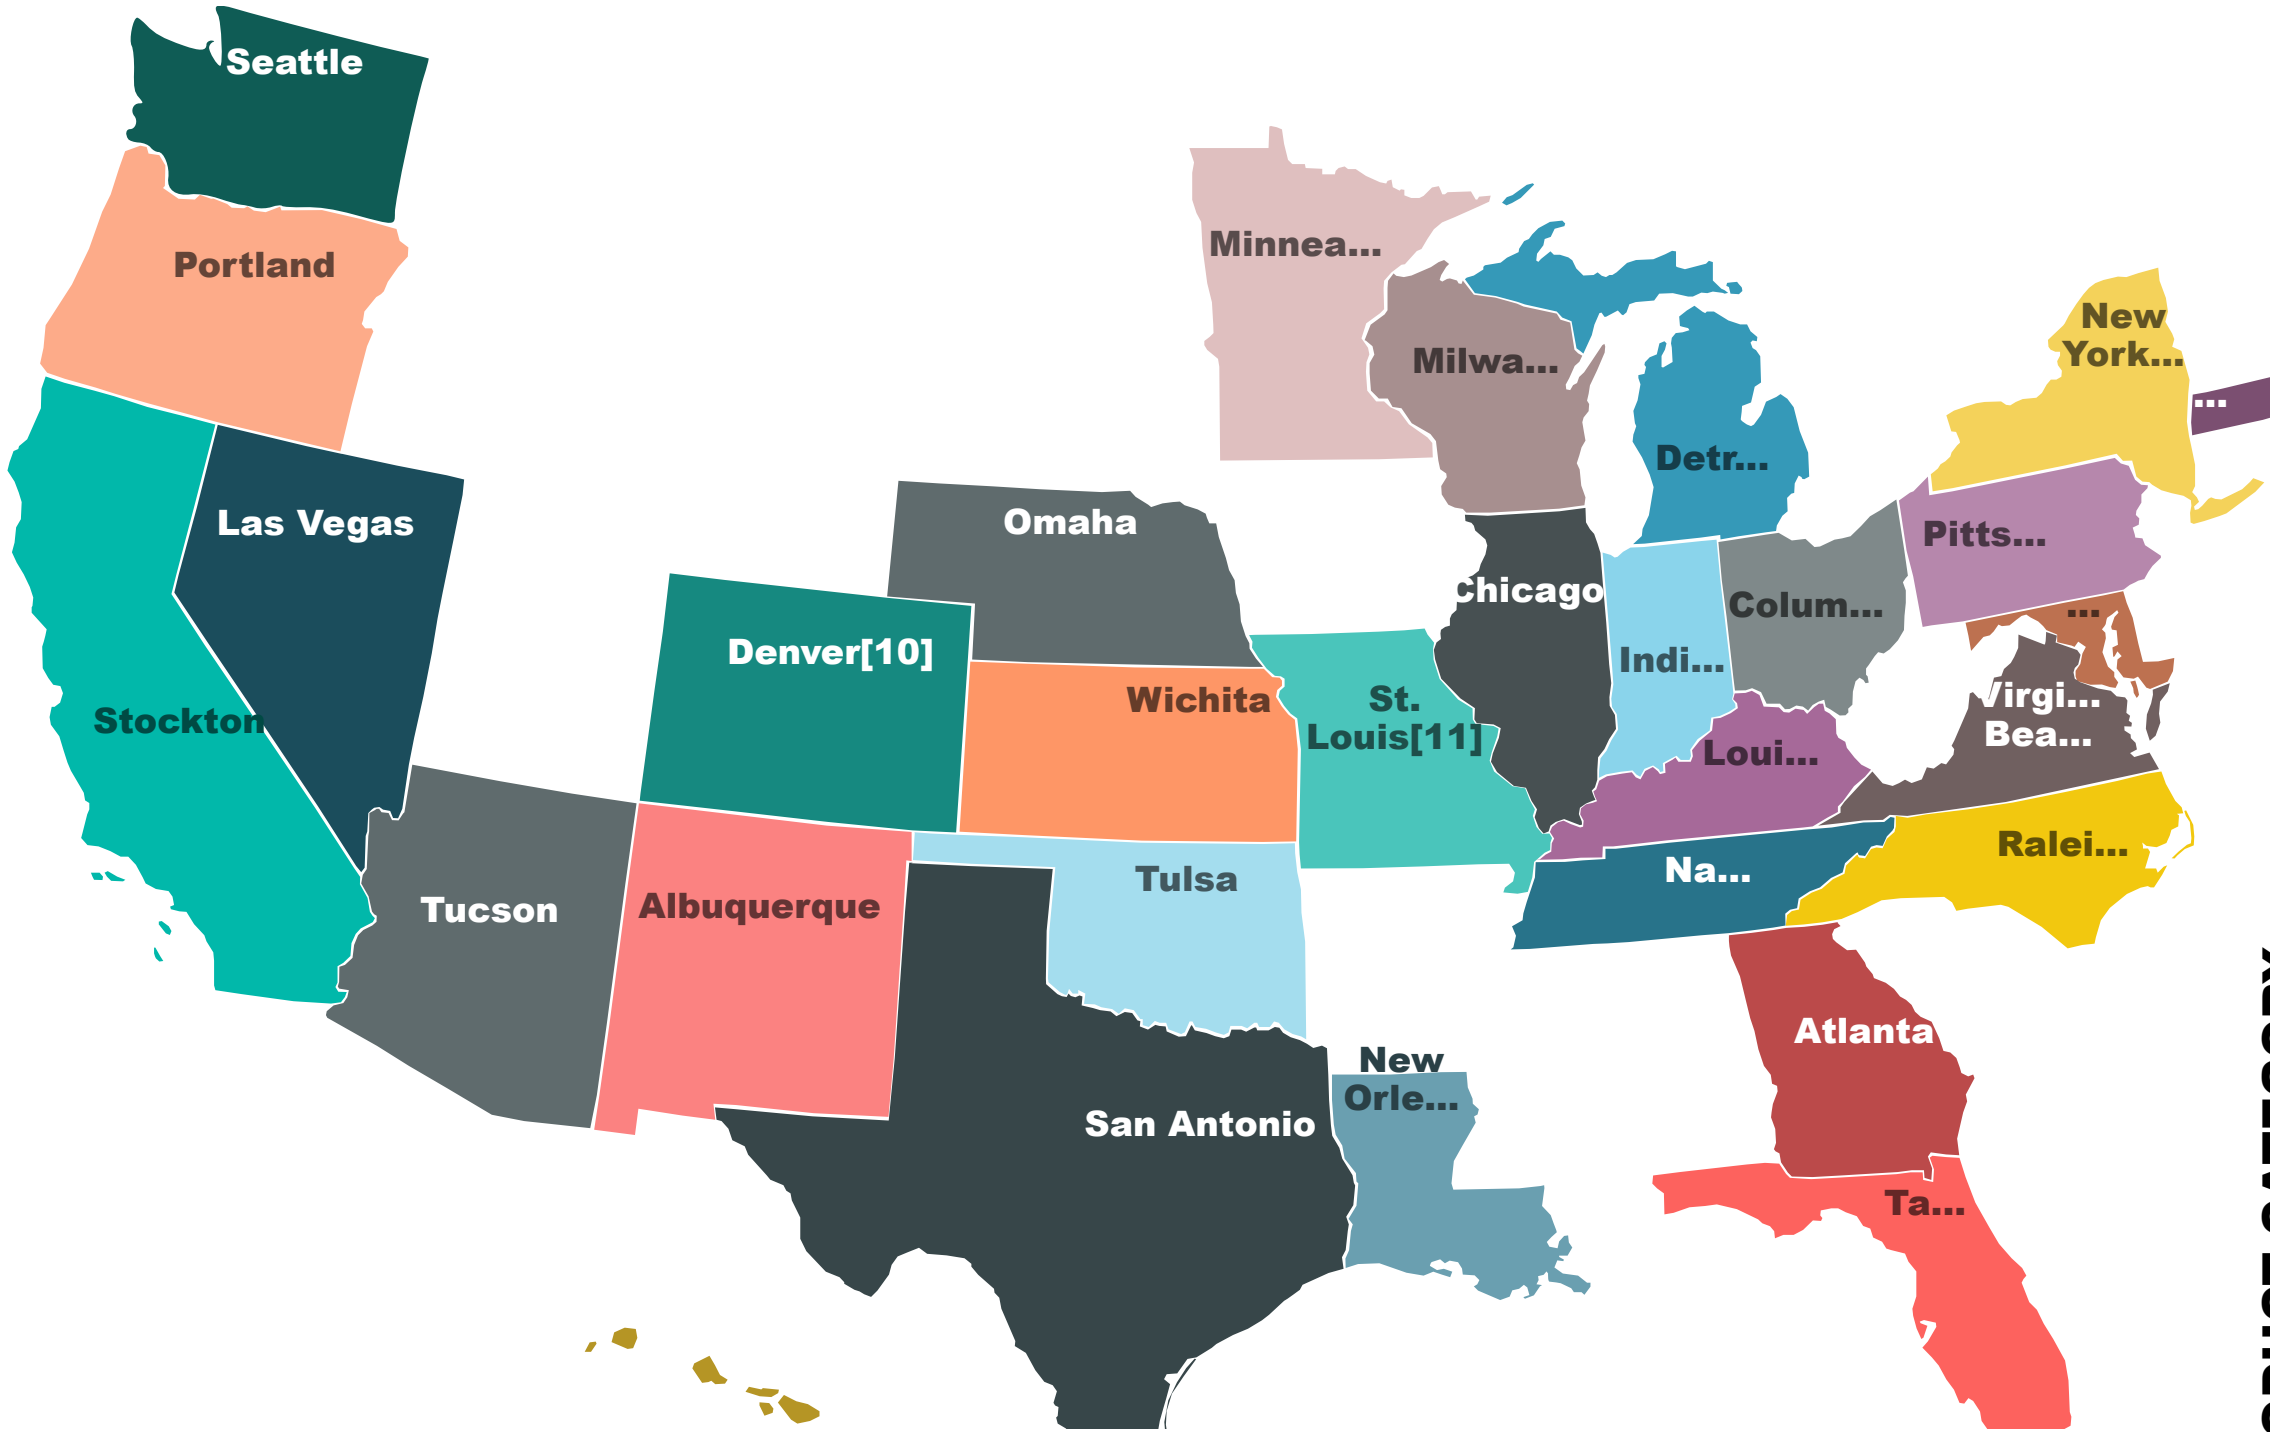 Seattle
Portland
Minnea...
New
York...
Milwa...
...
Detr...
Las Vegas
Omaha
Pitts...
Chicago
Colum...
...
Denver[10]
Indi...
Wichita
St.
Louis[11]
Virgi...
Bea...
Stockton
Loui...
Ralei...
Na...
Tulsa
Tucson
Albuquerque
Atlanta
New
Orle...
San Antonio
Ta...